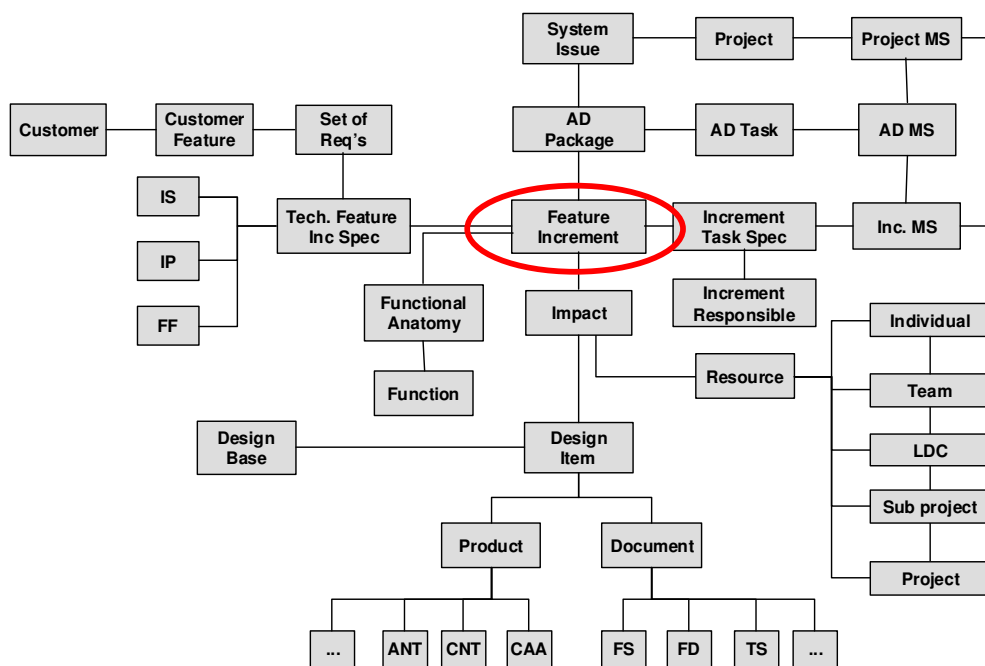 System
Issue
Project
Project MS
Customer
Customer
Feature
Set of
Req's
AD
Package
AD Task
AD MS
IS
IP
FF
Tech. Feature
Inc Spec
Feature
Increment
Increment
Task Spec
Inc. MS
Functional
Anatomy
Function
Impact
Increment
Responsible
Resource
Individual
Team
LDC
Sub project
Project
Design
Base
Design
Item
Product
Document
...
ANT
CNT
CAA
FS
FD
TS
...